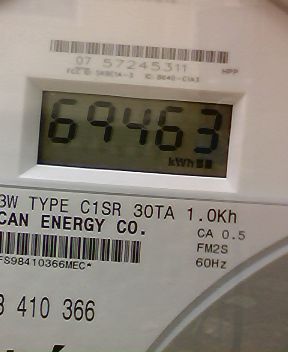 07 57245311
69463
kWh
3W TYPE C1SR 30TA 1.0Kh
CAN ENERGY CO.
CA 0.5
FM2S
60Hz
FS98410366MEC*
410 366